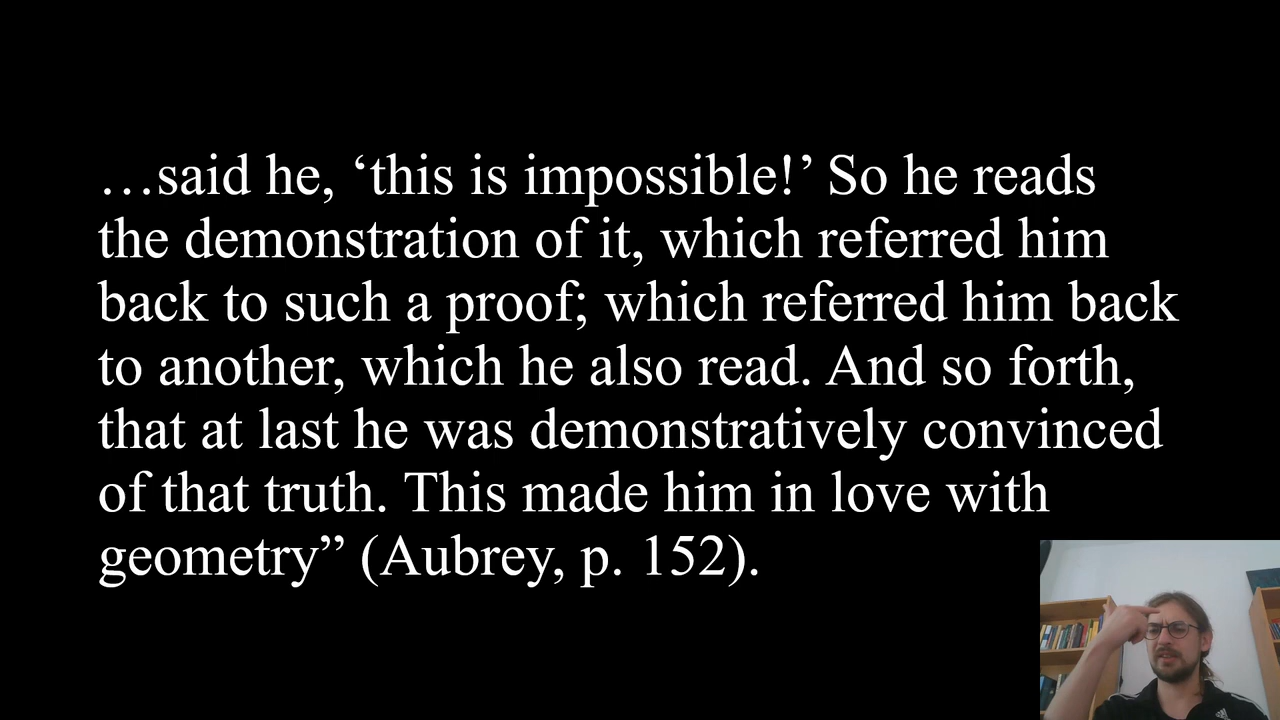 …said he, ‘this is impossible!’ So he reads
the demonstration of it, which referred him
back to such a proof; which referred him back
to another, which he also read. And so forth,
that at last he was demonstratively convinced
of that truth. This made him in love with
geometry” (Aubrey, p. 152).